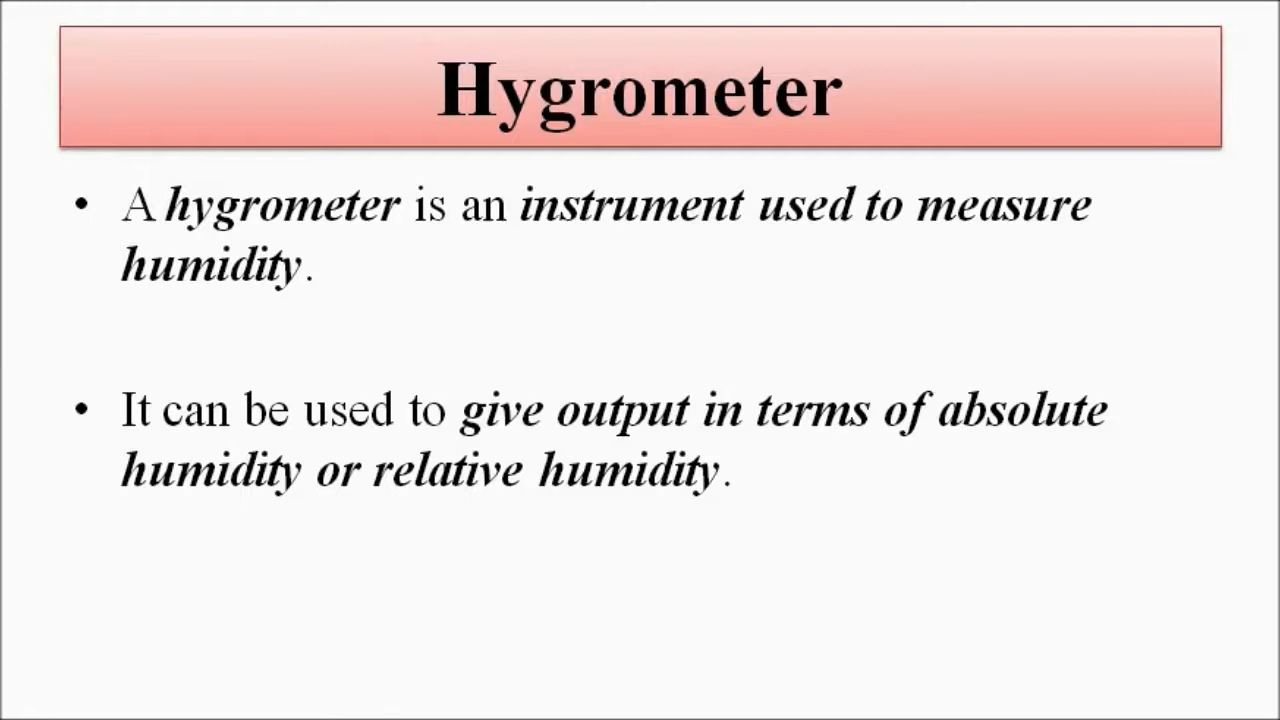 Hygrometer
• A hygrometer is an instrument used to measure
humidity.
• It can be used to give output in terms of absolute
humidity or relative humidity.